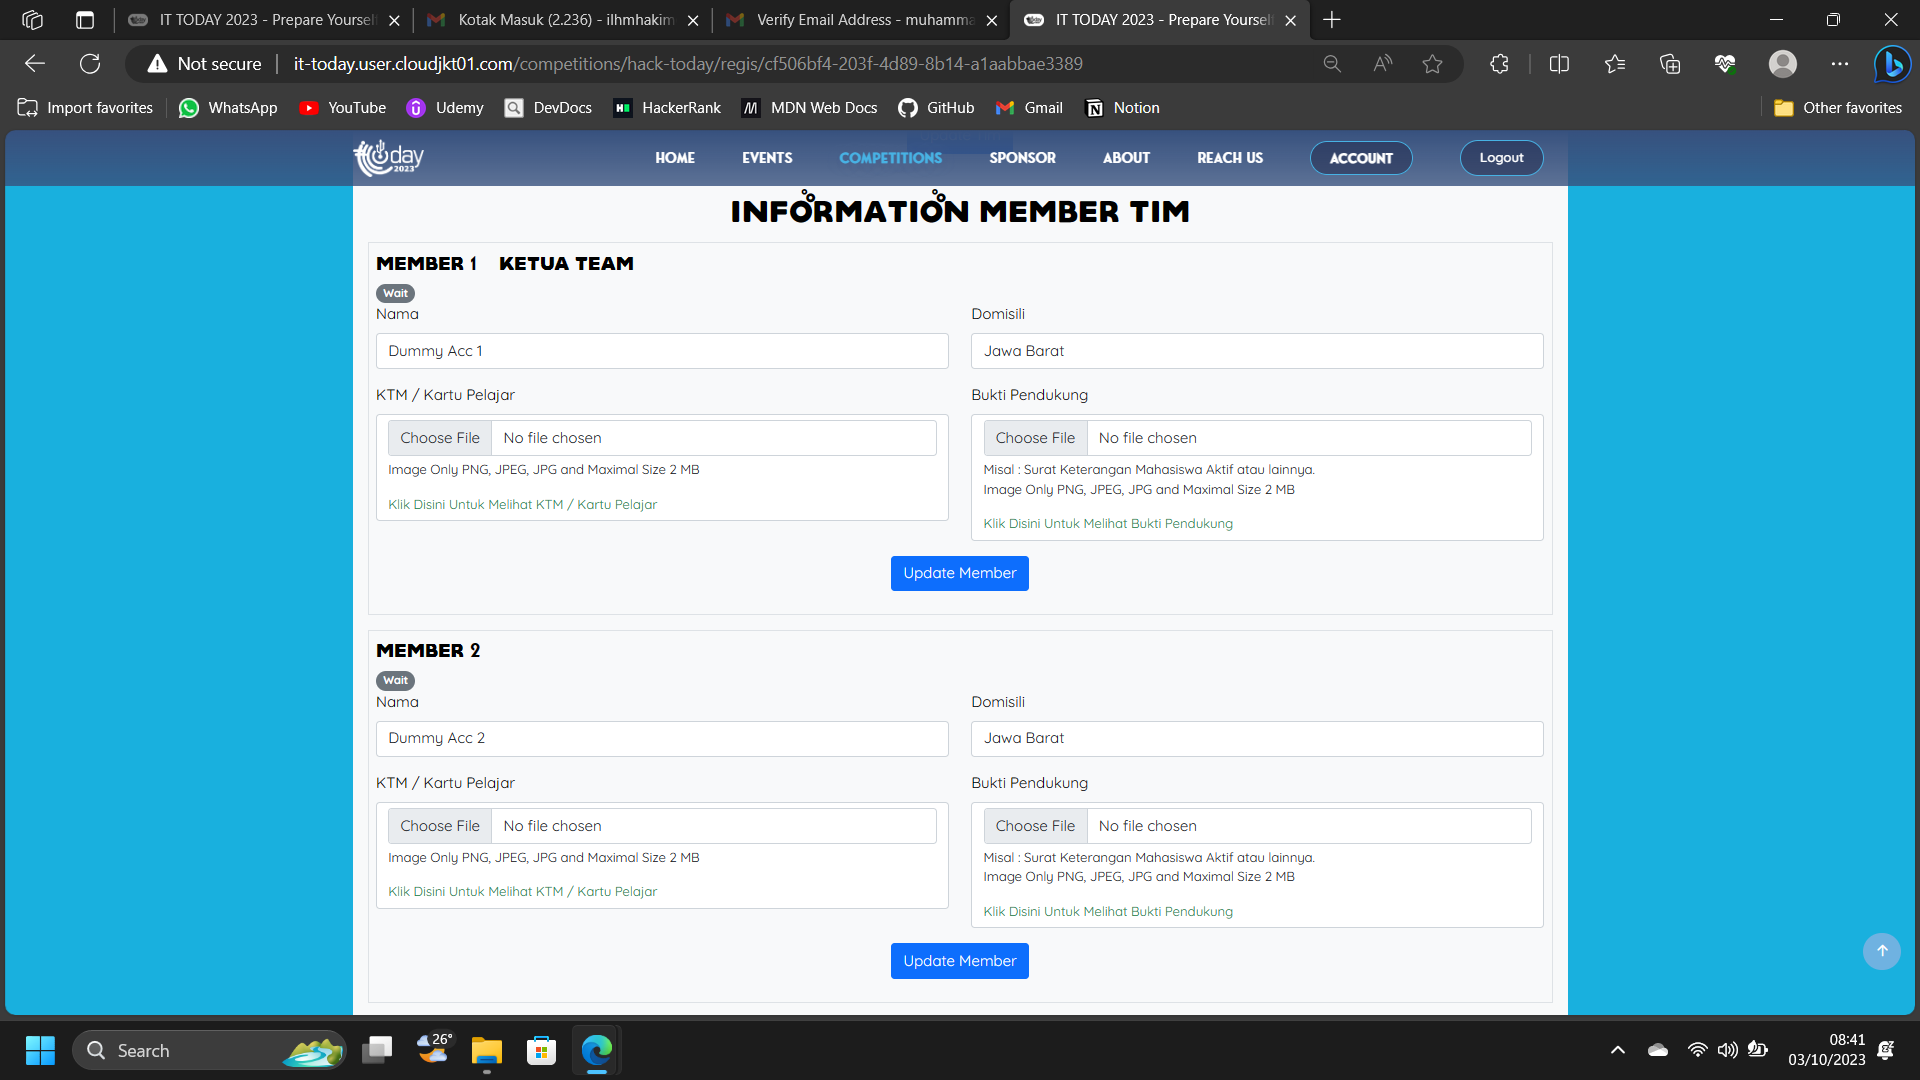 IT TODAY 2023 - Prepare Yoursel
Kotak Masuk (2.236) - ilhmhakim
Verify Email Address - muhamma
IT TODAY 2023 - Prepare Yoursel
Not secure
it-today.user.cloudjkt01.com/competitions/hack-today/regis/cf506bf4-203f-4d89-8b14-a1aabbae3389
Import favorites
WhatsApp
YouTube
Udemy
DevDocs
HackerRank
MDN Web Docs
GitHub
Gmail
Notion
Other favorites
Today 2023
HOME
EVENTS
COMPETITIONS
SPONSOR
ABOUT
REACH US
ACCOUNT
Logout
INFORMATION MEMBER TIM
MEMBER 1 KETUA TEAM
Wait
Nama
Domisili
Dummy Acc 1
Jawa Barat
KTM / Kartu Pelajar
Bukti Pendukung
Choose File No file chosen
Choose File No file chosen
Image Only PNG, JPEG, JPG and Maximal Size 2 MB
Misal : Surat Keterangan Mahasiswa Aktif atau lainnya.
Image Only PNG, JPEG, JPG and Maximal Size 2 MB
Klik Disini Untuk Melihat KTM / Kartu Pelajar
Klik Disini Untuk Melihat Bukti Pendukung
Update Member
MEMBER 2
Wait
Nama
Domisili
Dummy Acc 2
Jawa Barat
KTM / Kartu Pelajar
Bukti Pendukung
Choose File No file chosen
Choose File No file chosen
Image Only PNG, JPEG, JPG and Maximal Size 2 MB
Misal : Surat Keterangan Mahasiswa Aktif atau lainnya.
Image Only PNG, JPEG, JPG and Maximal Size 2 MB
Klik Disini Untuk Melihat KTM / Kartu Pelajar
Klik Disini Untuk Melihat Bukti Pendukung
Update Member
Search
26°
08:41
03/10/2023